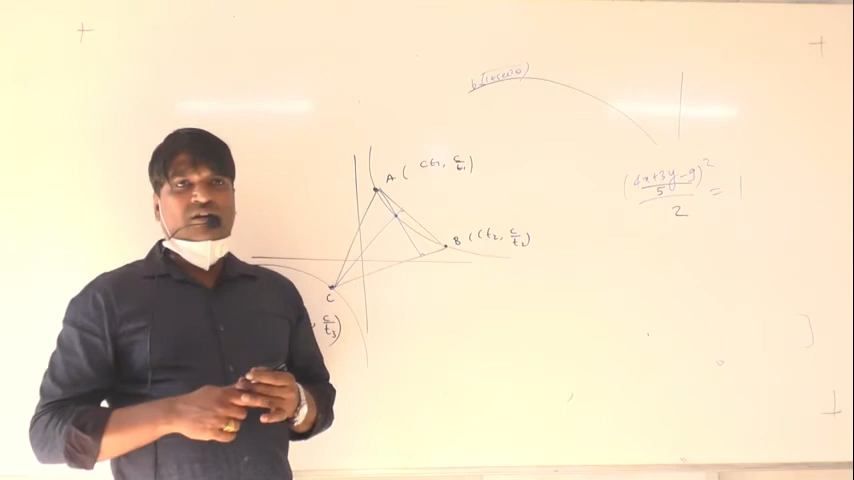 A ( ct₁, c/t₁ )
B ( ct₂, c/t₂ )
C
, c/t₃ )
((4x+3y-9)/5)² / 2 = 1